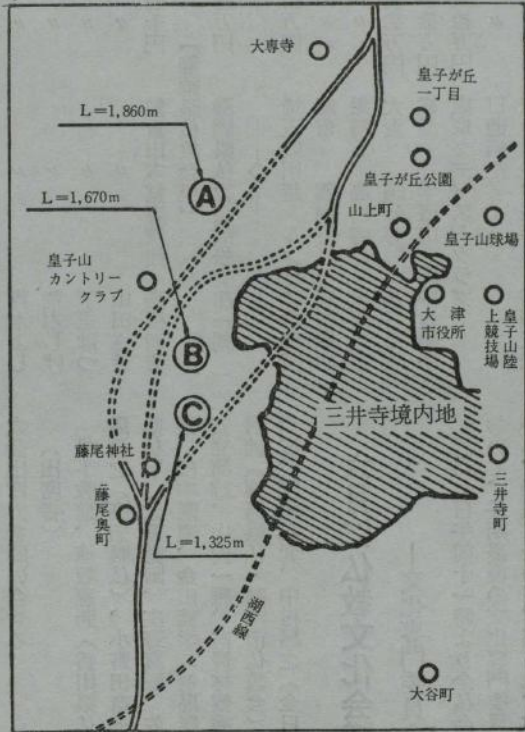 大専寺
皇子が丘
一丁目
L=1,860m
A
皇子が丘公園
L=1,670m
山上町
皇子山球場
皇子山
カントリー
クラブ
大津
市役所
皇子山陸
上競技場
B
C
三井寺境内地
藤尾神社
三井寺町
藤尾奥町
L=1,325m
湖西線
大谷町